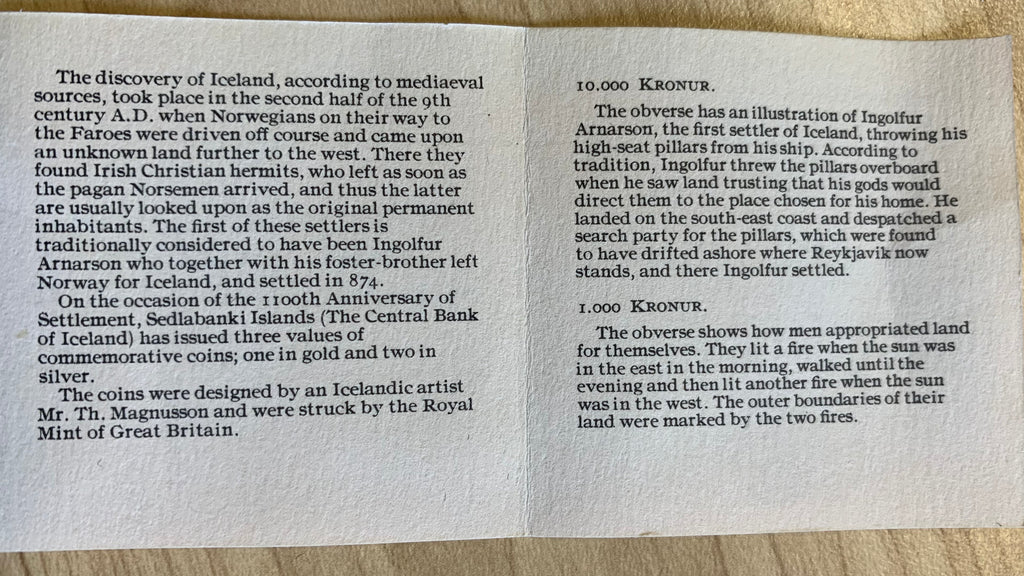 The discovery of Iceland, according to mediaeval
sources, took place in the second half of the 9th
century A.D. when Norwegians on their way to
the Faroes were driven off course and came upon
an unknown land further to the west. There they
found Irish Christian hermits, who left as soon as
the pagan Norsemen arrived, and thus the latter
are usually looked upon as the original permanent
inhabitants. The first of these settlers is
traditionally considered to have been Ingolfur
Arnarson who together with his foster-brother left
Norway for Iceland, and settled in 874.
On the occasion of the 1100th Anniversary of
Settlement, Sedlabanki Islands (The Central Bank
of Iceland) has issued three values of
commemorative coins; one in gold and two in
silver.
The coins were designed by an Icelandic artist
Mr. Th. Magnusson and were struck by the Royal
Mint of Great Britain.
10.000 KRONUR.
The obverse has an illustration of Ingolfur
Arnarson, the first settler of Iceland, throwing his
high-seat pillars from his ship. According to
tradition, Ingolfur threw the pillars overboard
when he saw land trusting that his gods would
direct them to the place chosen for his home. He
landed on the south-east coast and despatched a
search party for the pillars, which were found
to have drifted ashore where Reykjavik now
stands, and there Ingolfur settled.
1.000 KRONUR.
The obverse shows how men appropriated land
for themselves. They lit a fire when the sun was
in the east in the morning, walked until the
evening and then lit another fire when the sun
was in the west. The outer boundaries of their
land were marked by the two fires.